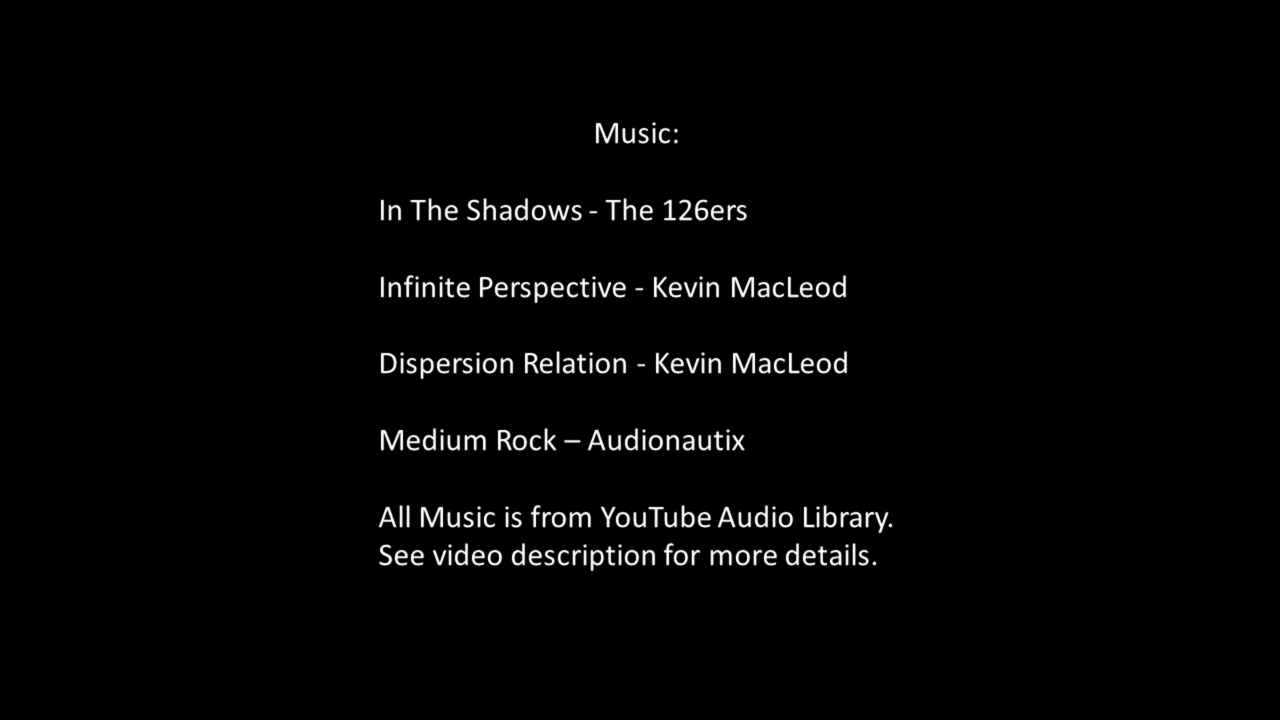 Music:
In The Shadows - The 126ers
Infinite Perspective - Kevin MacLeod
Dispersion Relation - Kevin MacLeod
Medium Rock – Audionautix
All Music is from YouTube Audio Library.
See video description for more details.